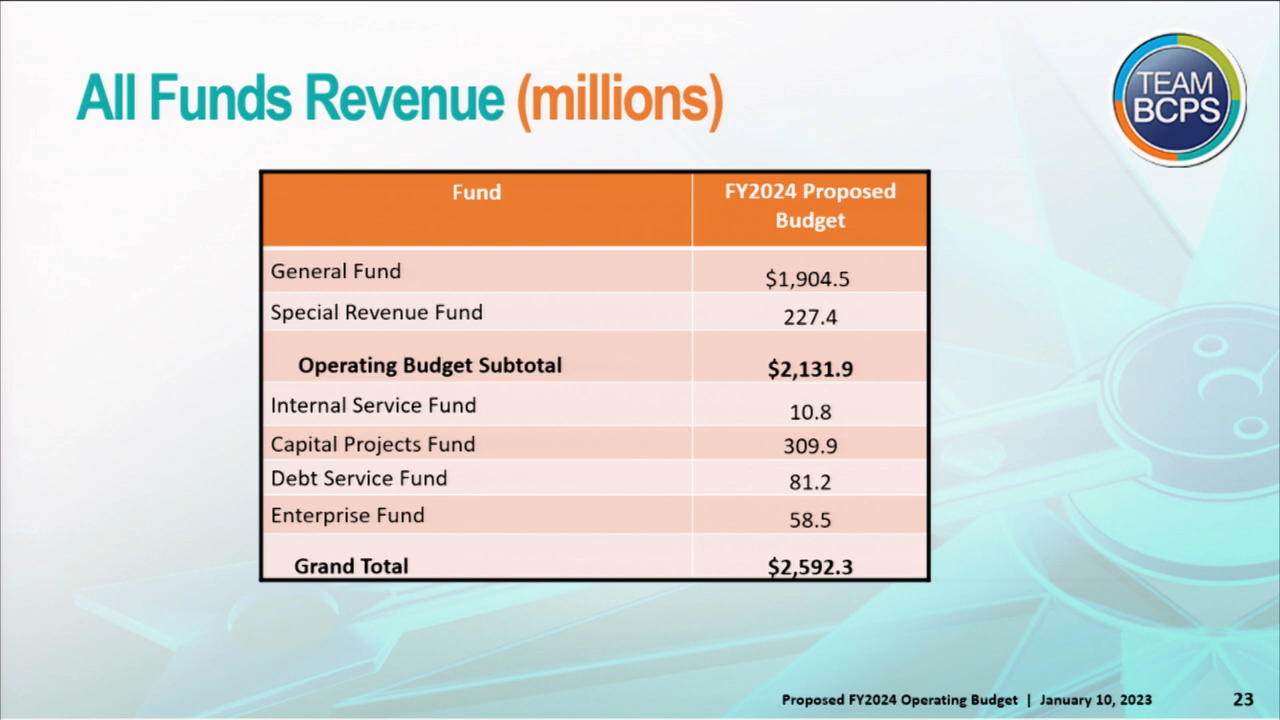 All Funds Revenue (millions)
TEAM
BCPS
Fund
FY2024 Proposed
Budget
General Fund $1,904.5
Special Revenue Fund 227.4
Operating Budget Subtotal $2,131.9
Internal Service Fund 10.8
Capital Projects Fund 309.9
Debt Service Fund 81.2
Enterprise Fund 58.5
Grand Total $2,592.3
Proposed FY2024 Operating Budget | January 10, 2023 23